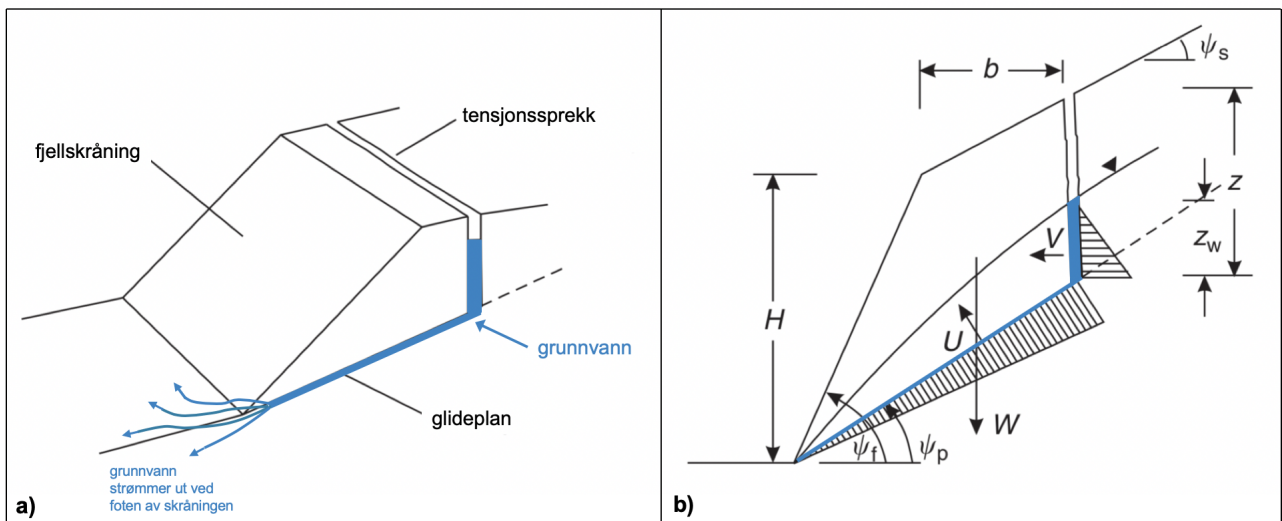 tensjonssprekk
fjellskråning
grunnvann
glideplan
grunnvann
strømmer ut ved
foten av skråningen
a)
b
ψs
z
V
zw
H
U
W
ψf
ψp
b)